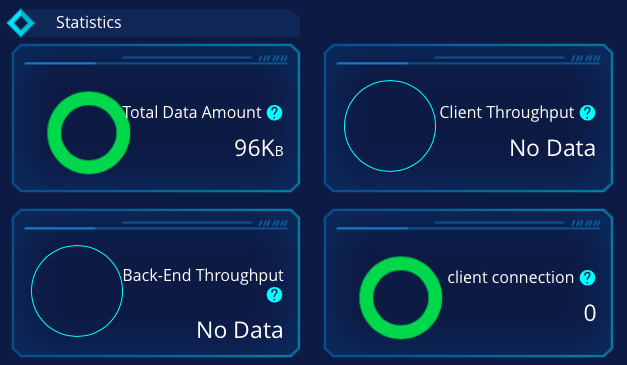 Statistics
Total Data Amount ?
96KB
Client Throughput ?
No Data
Back-End Throughput
?
No Data
client connection ?
0